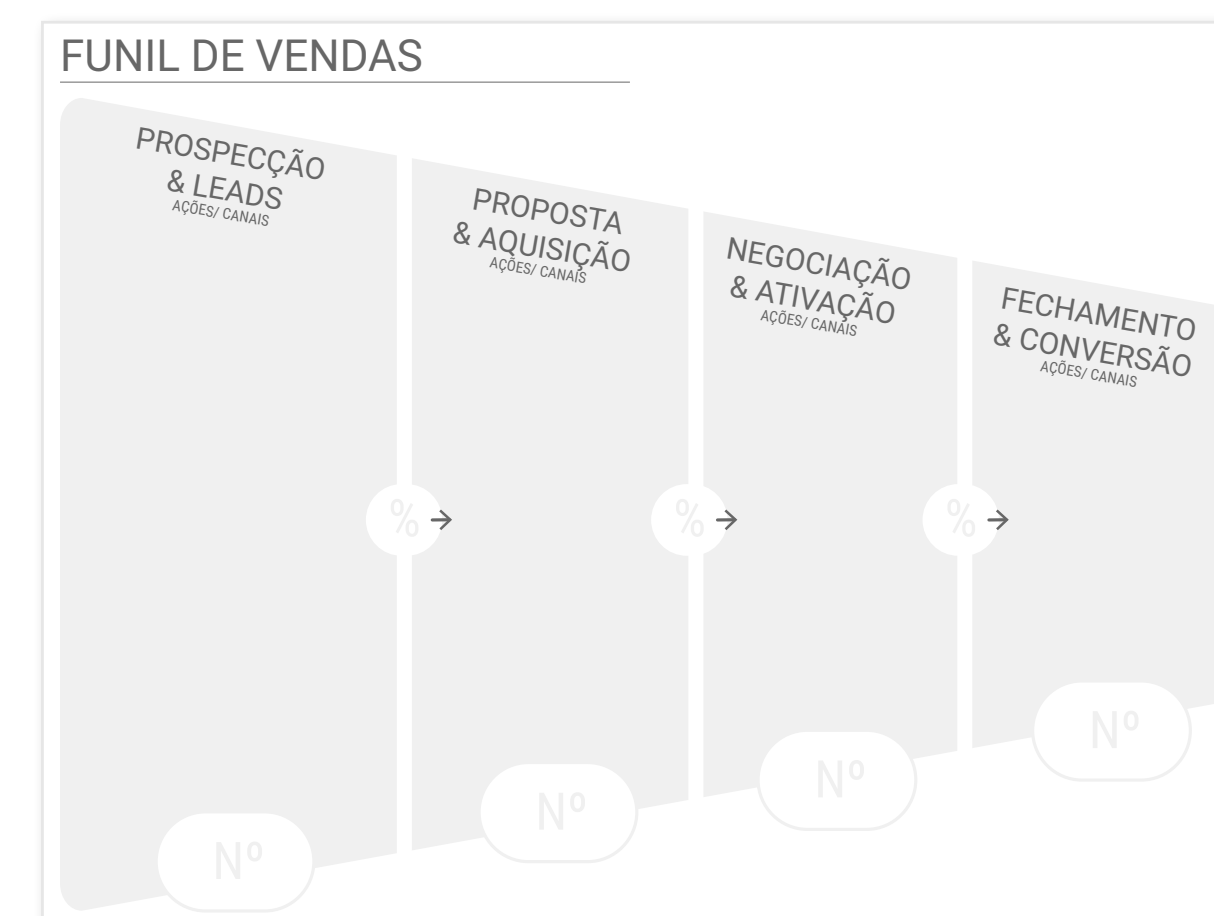 FUNIL DE VENDAS
PROSPECÇÃO
& LEADS
AÇÕES/ CANAIS
PROPOSTA
& AQUISIÇÃO
AÇÕES/ CANAIS
NEGOCIAÇÃO
& ATIVAÇÃO
AÇÕES/ CANAIS
FECHAMENTO
& CONVERSÃO
AÇÕES/ CANAIS
%
%
%
Nº
Nº
Nº
Nº